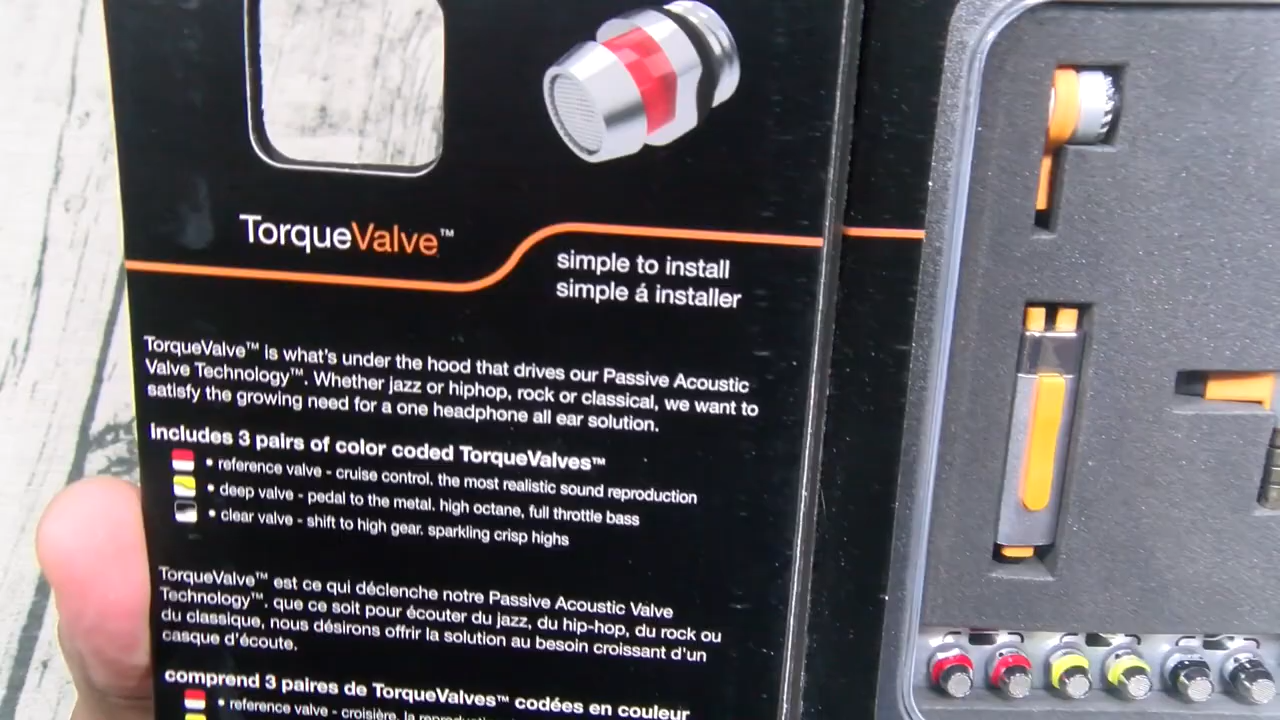 TorqueValve™
simple to install
simple á installer
TorqueValve™ is what's under the hood that drives our Passive Acoustic
Valve Technology™. Whether jazz or hiphop, rock or classical, we want to
satisfy the growing need for a one headphone all ear solution.
Includes 3 pairs of color coded TorqueValves™
• reference valve - cruise control. the most realistic sound reproduction
• deep valve - pedal to the metal. high octane, full throttle bass
• clear valve - shift to high gear. sparkling crisp highs
TorqueValve™ est ce qui déclenche notre Passive Acoustic Valve
Technology™. que ce soit pour écouter du jazz, du hip-hop, du rock ou
du classique, nous désirons offrir la solution au besoin croissant d'un
casque d'écoute.
comprend 3 paires de TorqueValves™ codées en couleur
• reference valve - croisière. la